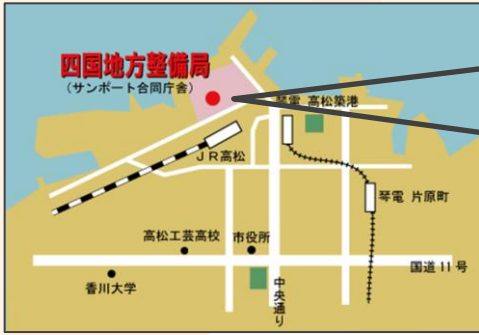 四国地方整備局
（サンポート合同庁舎）
琴電 高松築港
ＪＲ高松
琴電 片原町
高松工芸高校
市役所
国道11号
香川大学
中央通り